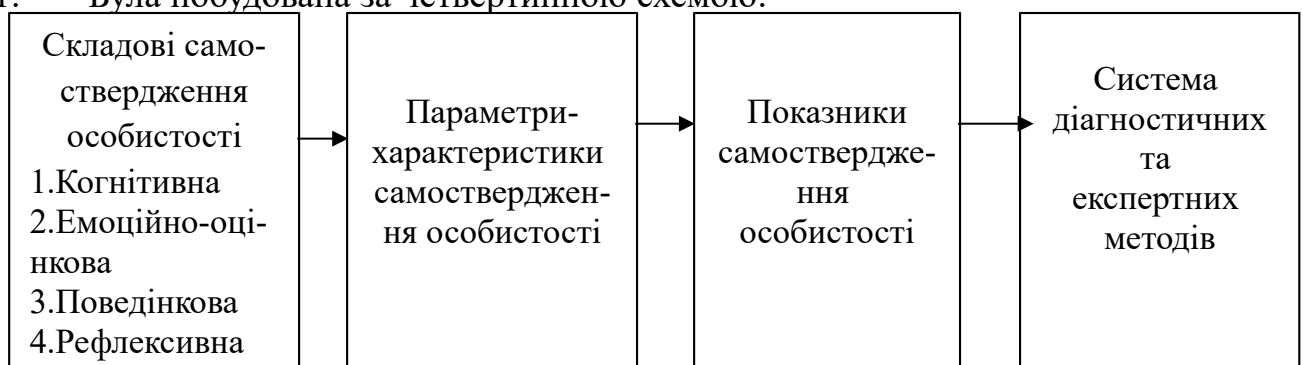 Була побудована за четвертинною схемою:
Складові само-
ствердження
особистості
1.Когнітивна
2.Емоційно-оці-
нкова
3.Поведінкова
4.Рефлексивна
Параметри-
характеристики
самостверджен-
ня особистості
Показники
самоствердже-
ння
особистості
Система
діагностичних
та
експертних
методів